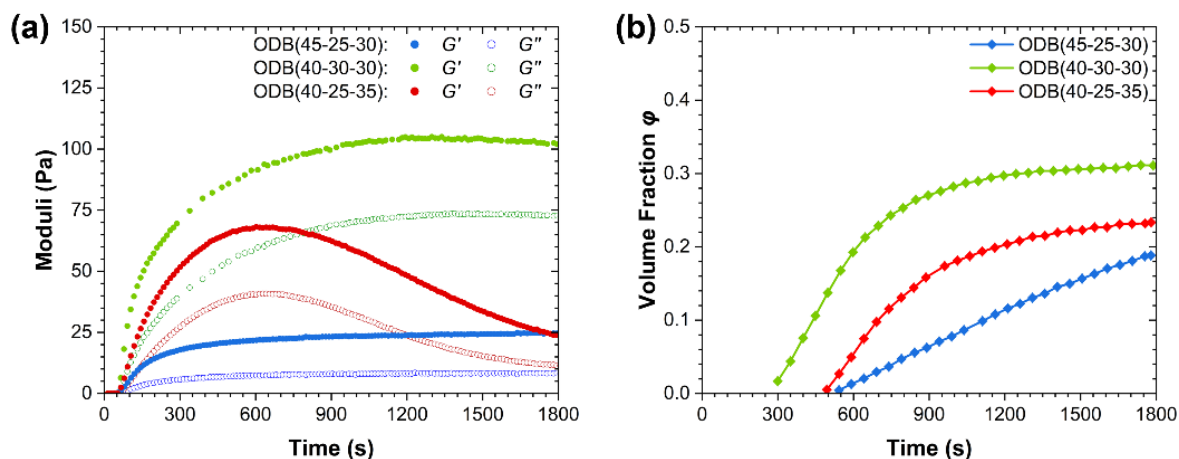 (a)
150
125
100
75
50
25
0
Moduli (Pa)
ODB(45-25-30): G' G"
ODB(40-30-30): G' G"
ODB(40-25-35): G' G"
0 300 600 900 1200 1500 1800
Time (s)
(b)
0.5
0.4
0.3
0.2
0.1
0.0
Volume Fraction φ
ODB(45-25-30)
ODB(40-30-30)
ODB(40-25-35)
0 300 600 900 1200 1500 1800
Time (s)